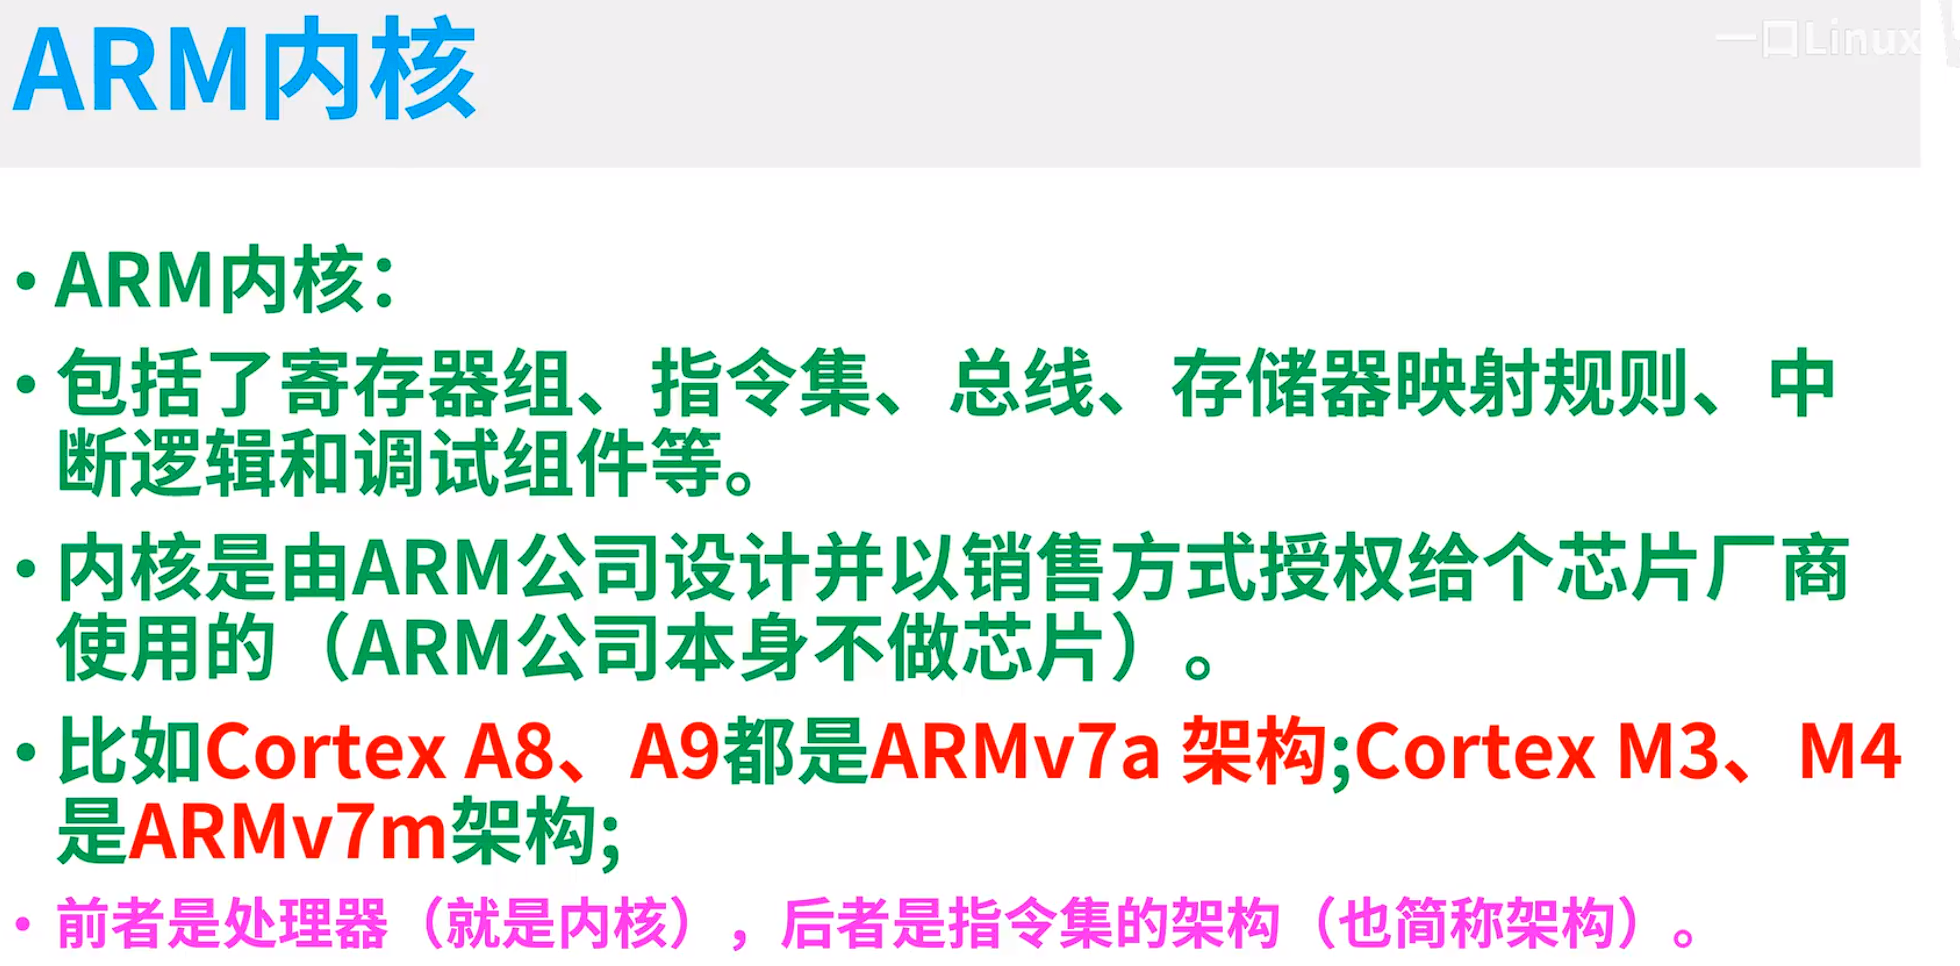 ARM内核
一口Linux
• ARM内核：
• 包括了寄存器组、指令集、总线、存储器映射规则、中
断逻辑和调试组件等。
• 内核是由ARM公司设计并以销售方式授权给个芯片厂商
使用的（ARM公司本身不做芯片）。
• 比如Cortex A8、A9都是ARMv7a 架构;Cortex M3、M4
是ARMv7m架构;
• 前者是处理器（就是内核），后者是指令集的架构（也简称架构）。